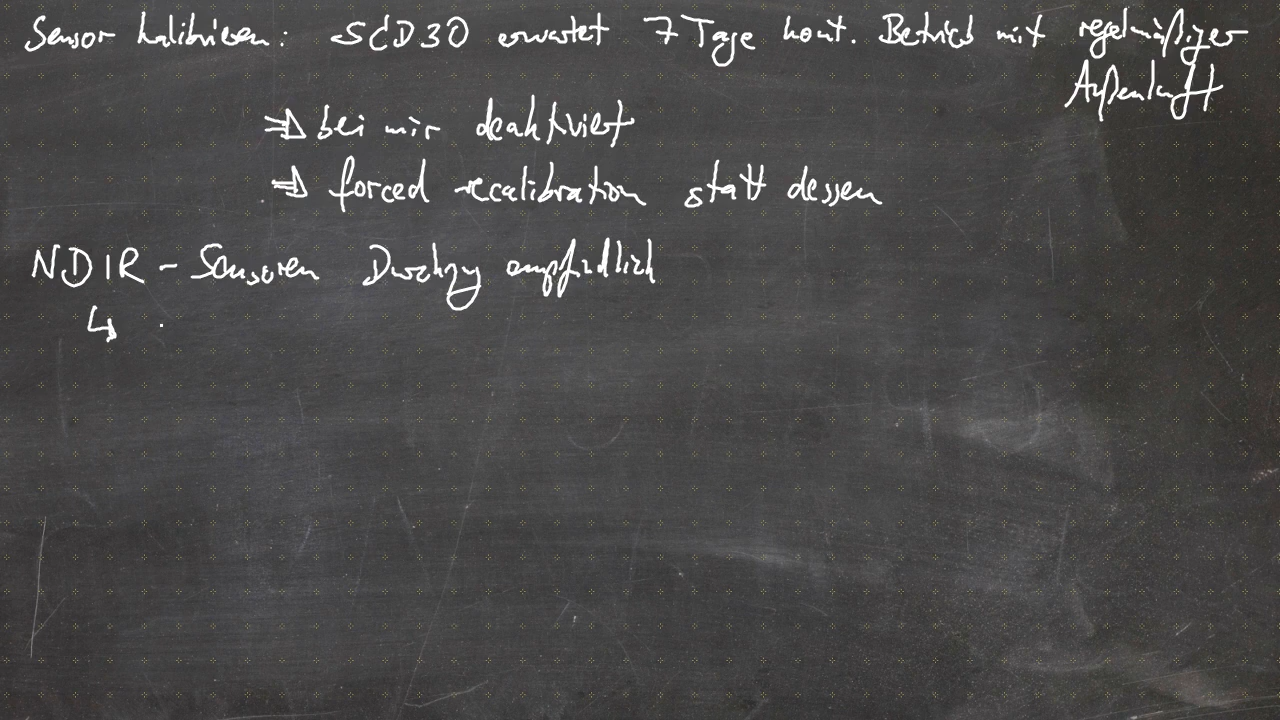 Sensor kalibrieren: SCD30 erwartet 7 Tage kont. Betrieb mit regelmäßiger
Außenluft
⇒ bei mir deaktiviert
⇒ forced recalibration statt dessen
NDIR - Sensoren Durchzug empfindlich
↳